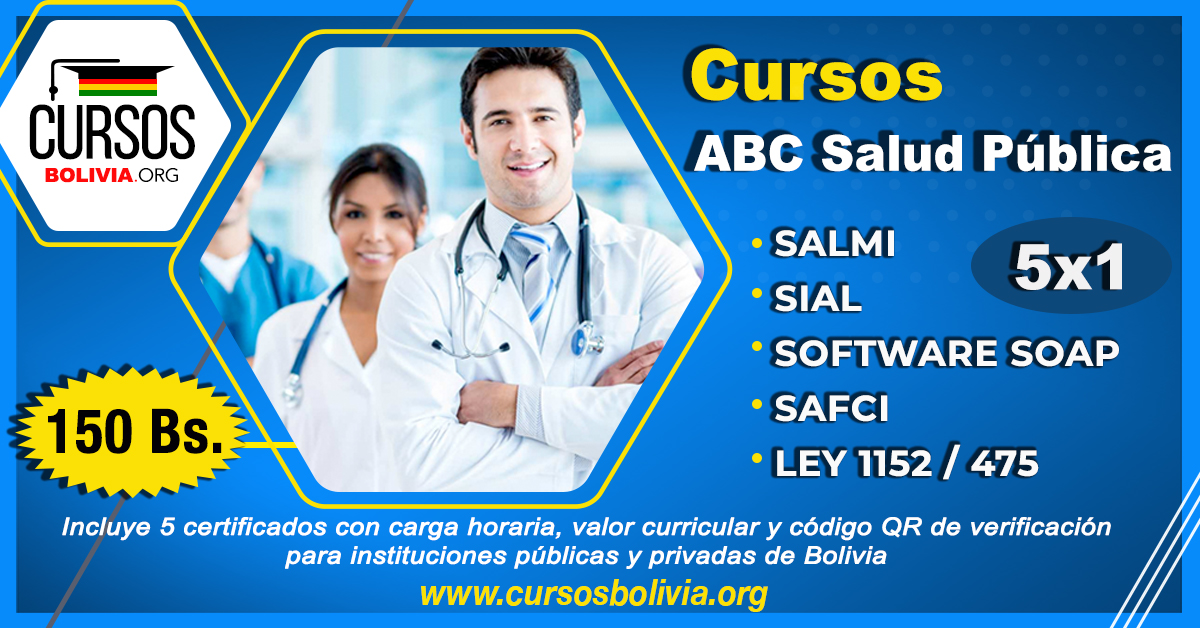 CURSOS
BOLIVIA.ORG
Cursos
ABC Salud Pública
• SALMI
• SIAL
5x1
• SOFTWARE SOAP
• SAFCI
• LEY 1152 / 475
150 Bs.
Incluye 5 certificados con carga horaria, valor curricular y código QR de verificación
para instituciones públicas y privadas de Bolivia
www.cursosbolivia.org